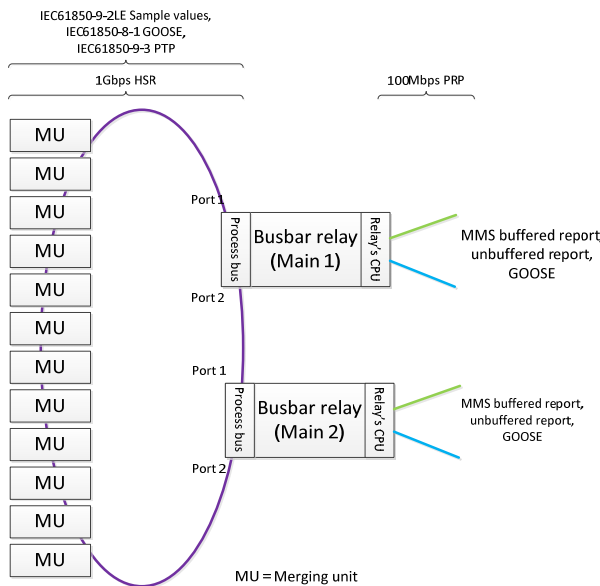 IEC61850-9-2LE Sample values,
IEC61850-8-1 GOOSE,
IEC61850-9-3 PTP
1Gbps HSR
100Mbps PRP
MU
MU
MU
MU
MU
MU
MU
MU
MU
MU
MU
MU
Port 1
Process bus
Busbar relay
(Main 1)
Relay's CPU
Port 2
MMS buffered report,
unbuffered report,
GOOSE
Port 1
Process bus
Busbar relay
(Main 2)
Relay's CPU
Port 2
MMS buffered report,
unbuffered report,
GOOSE
MU = Merging unit